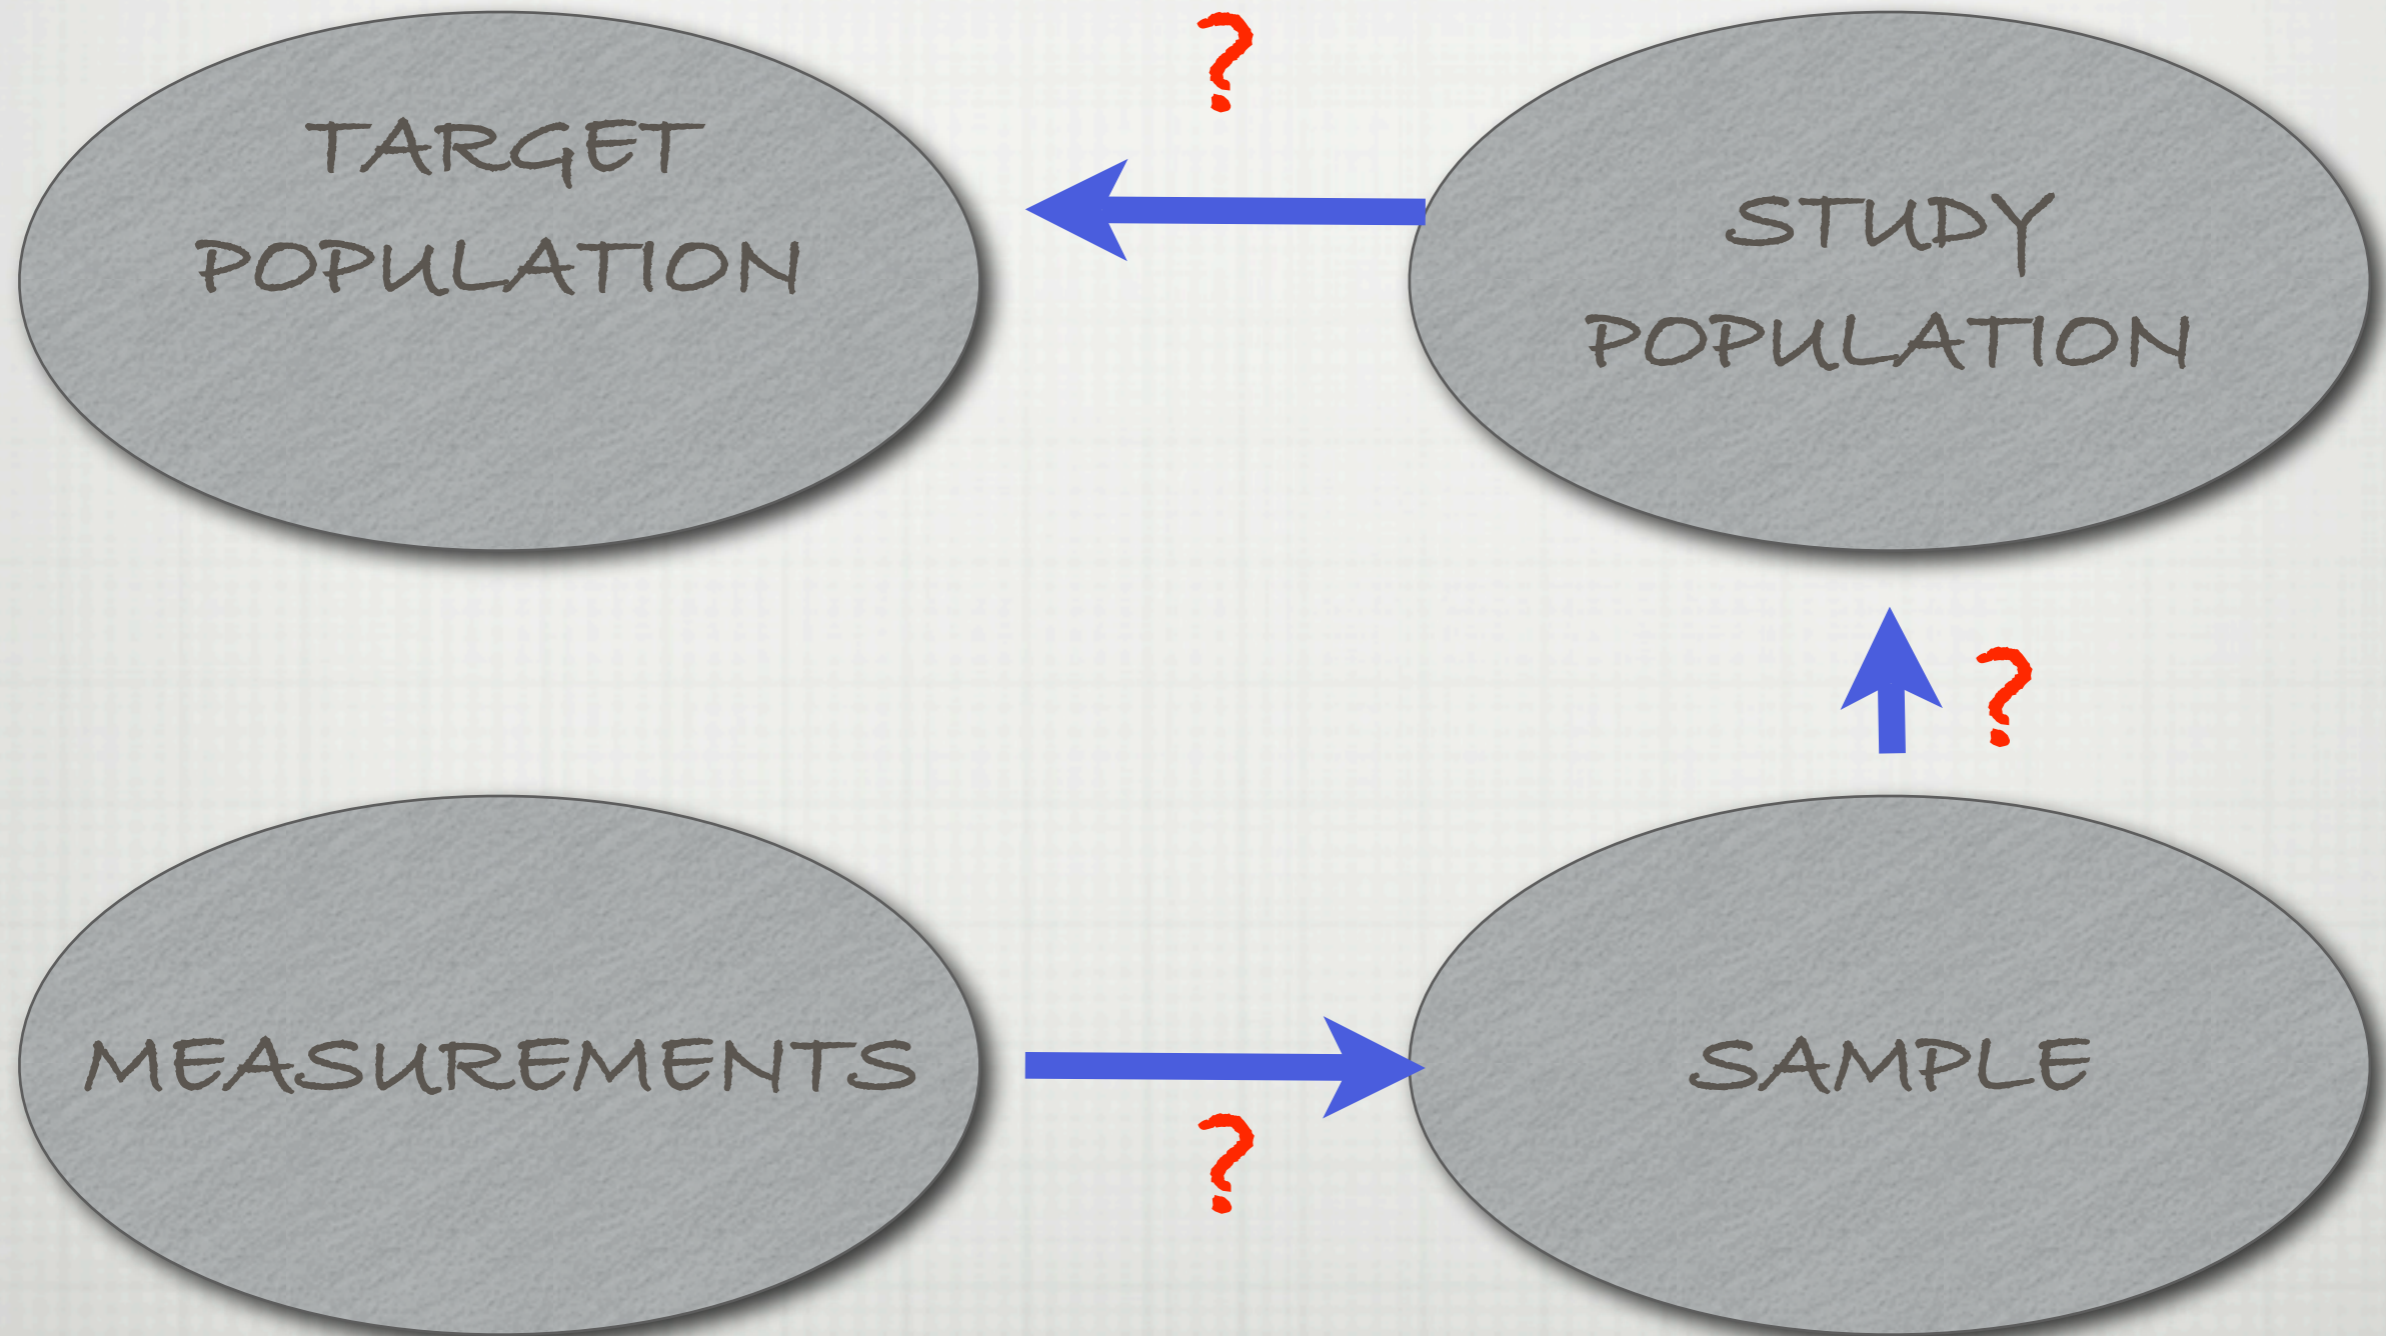 TARGET
POPULATION
?
STUDY
POPULATION
?
MEASUREMENTS
?
SAMPLE